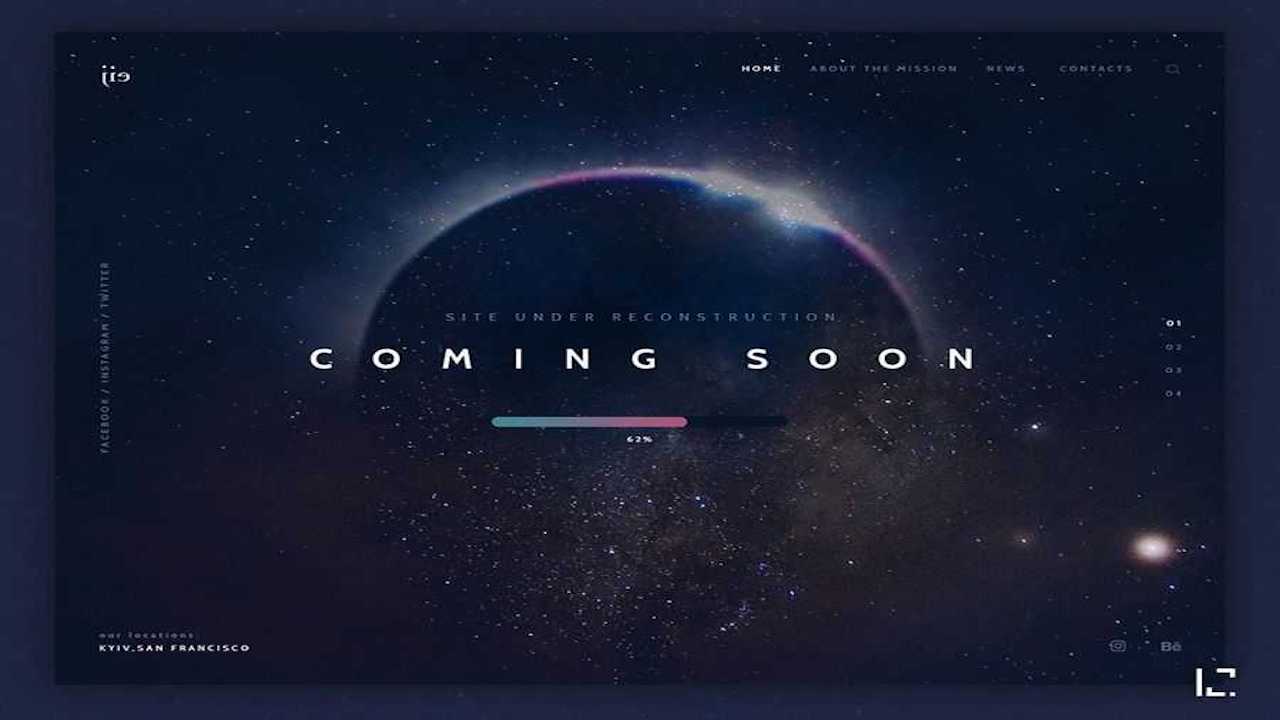 HOME ABOUT THE MISSION NEWS CONTACTS
FACEBOOK / INSTAGRAM / TWITTER
SITE UNDER RECONSTRUCTION
COMING SOON
62%
01
02
03
04
our locations
KYIV, SAN FRANCISCO
Bē